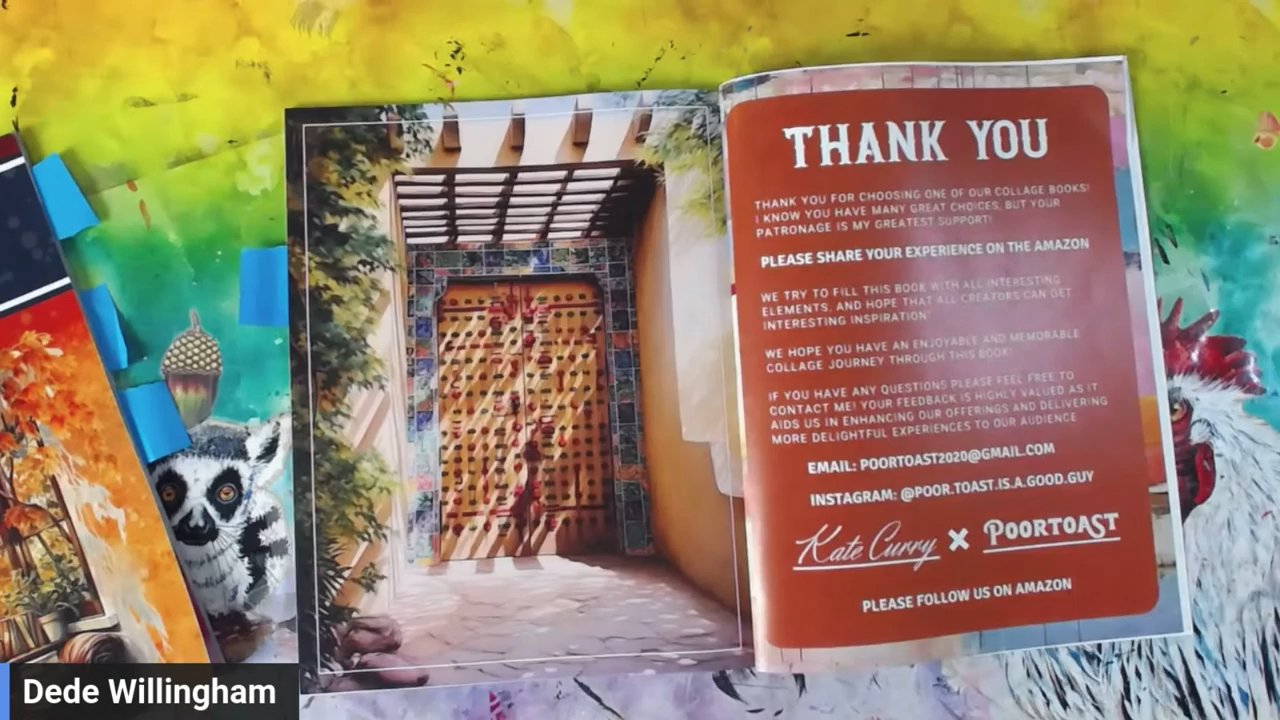 THANK YOU
THANK YOU FOR CHOOSING ONE OF OUR COLLAGE BOOKS!
I KNOW YOU HAVE MANY GREAT CHOICES, BUT YOUR
PATRONAGE IS MY GREATEST SUPPORT!
PLEASE SHARE YOUR EXPERIENCE ON THE AMAZON
WE TRY TO FILL THIS BOOK WITH ALL INTERESTING
ELEMENTS, AND HOPE THAT ALL CREATORS CAN GET
INTERESTING INSPIRATION"
WE HOPE YOU HAVE AN ENJOYABLE AND MEMORABLE
COLLAGE JOURNEY THROUGH THIS BOOK!
IF YOU HAVE ANY QUESTIONS PLEASE FEEL FREE TO
CONTACT ME! YOUR FEEDBACK IS HIGHLY VALUED AS IT
AIDS US IN ENHANCING OUR OFFERINGS AND DELIVERING
MORE DELIGHTFUL EXPERIENCES TO OUR AUDIENCE
EMAIL: POORTOAST2020@GMAIL.COM
INSTAGRAM: @POOR.TOAST.IS.A.GOOD.GUY
Kate Curry X POORTOAST
PLEASE FOLLOW US ON AMAZON
Dede Willingham